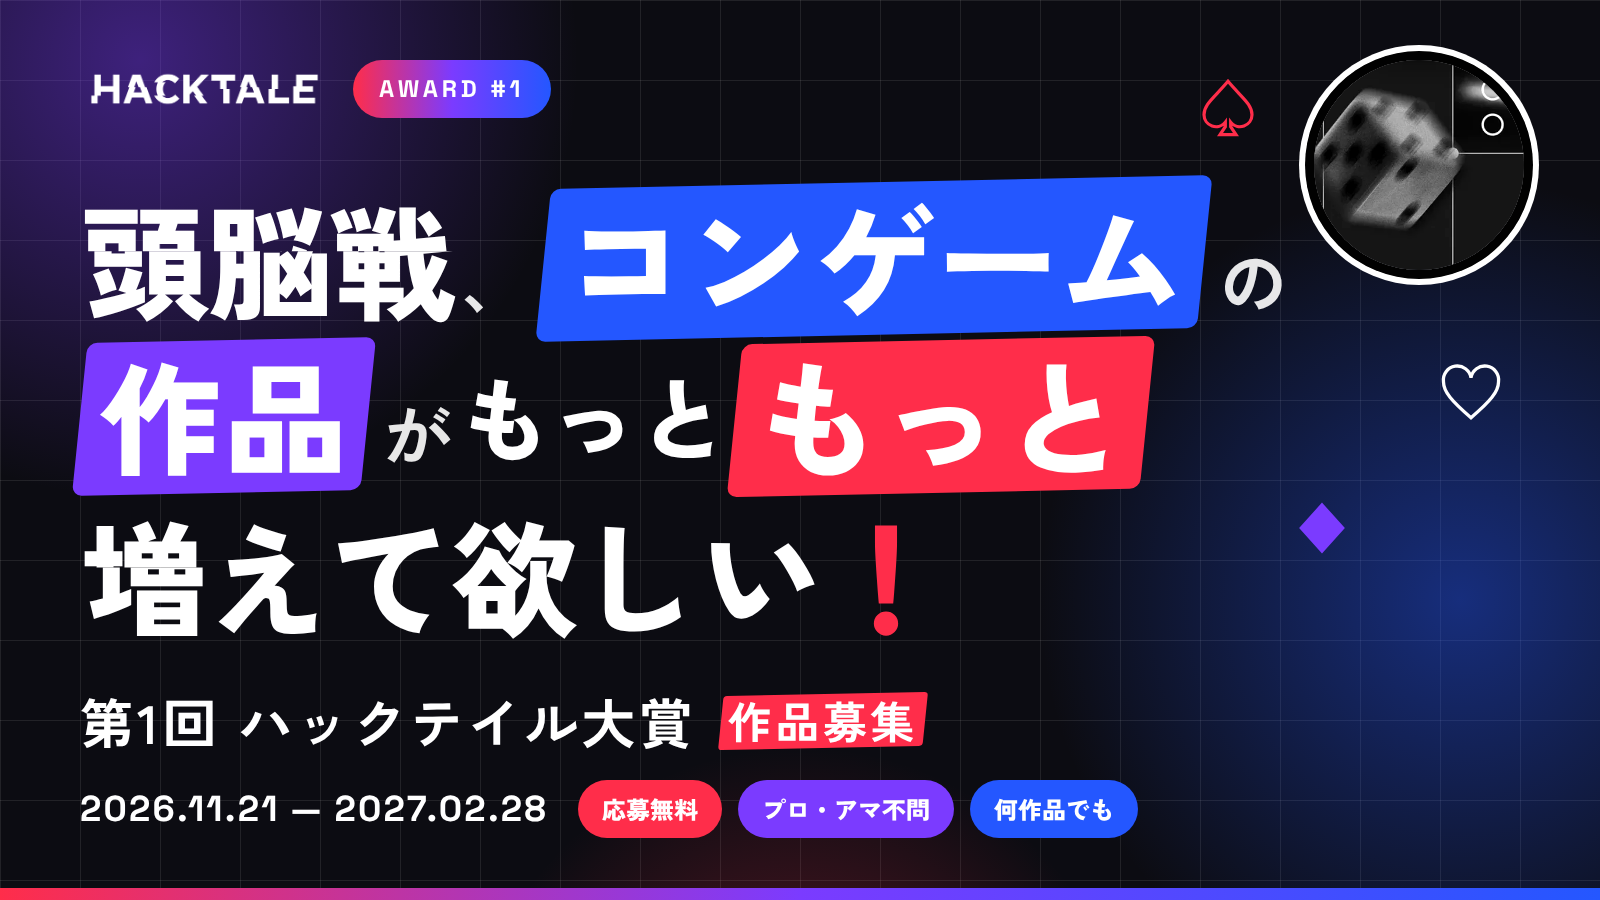 HACKTALE AWARD #1
頭脳戦、コンゲームの
作品がもっともっと
増えて欲しい！
第1回 ハックテイル大賞 作品募集
2026.11.21 — 2027.02.28 応募無料 プロ・アマ不問 何作品でも